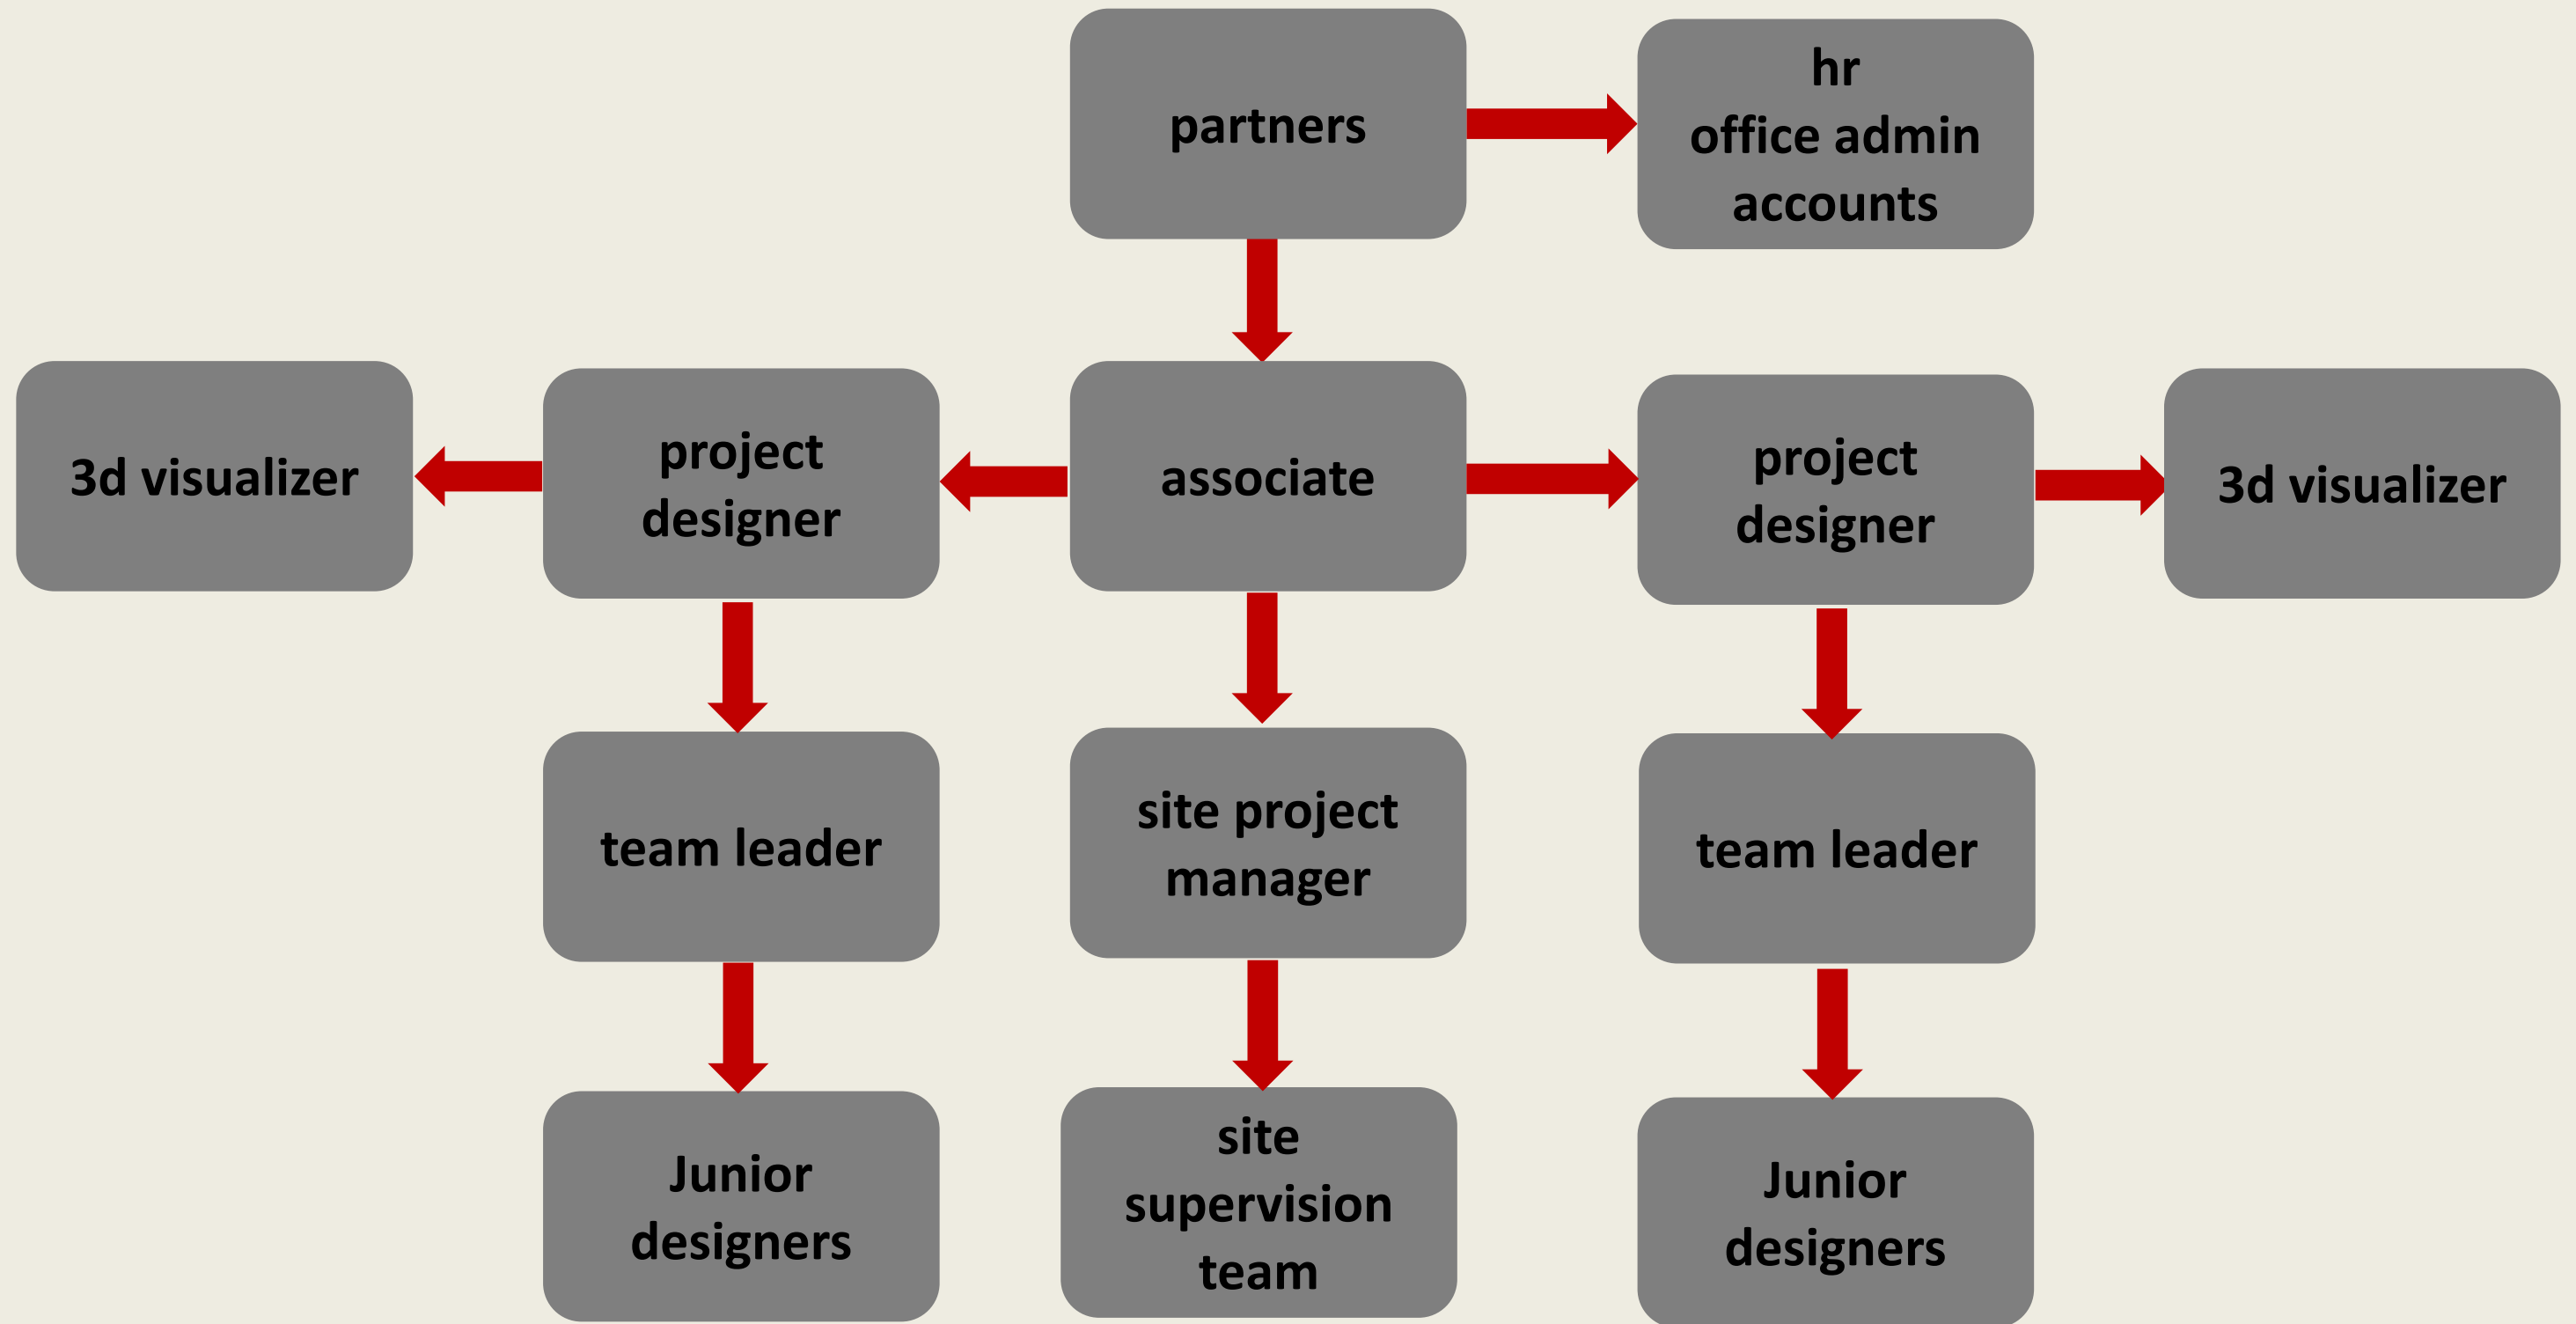 partners
hr
office admin
accounts
3d visualizer
project
designer
associate
project
designer
3d visualizer
team leader
site project
manager
team leader
Junior
designers
site
supervision
team
Junior
designers